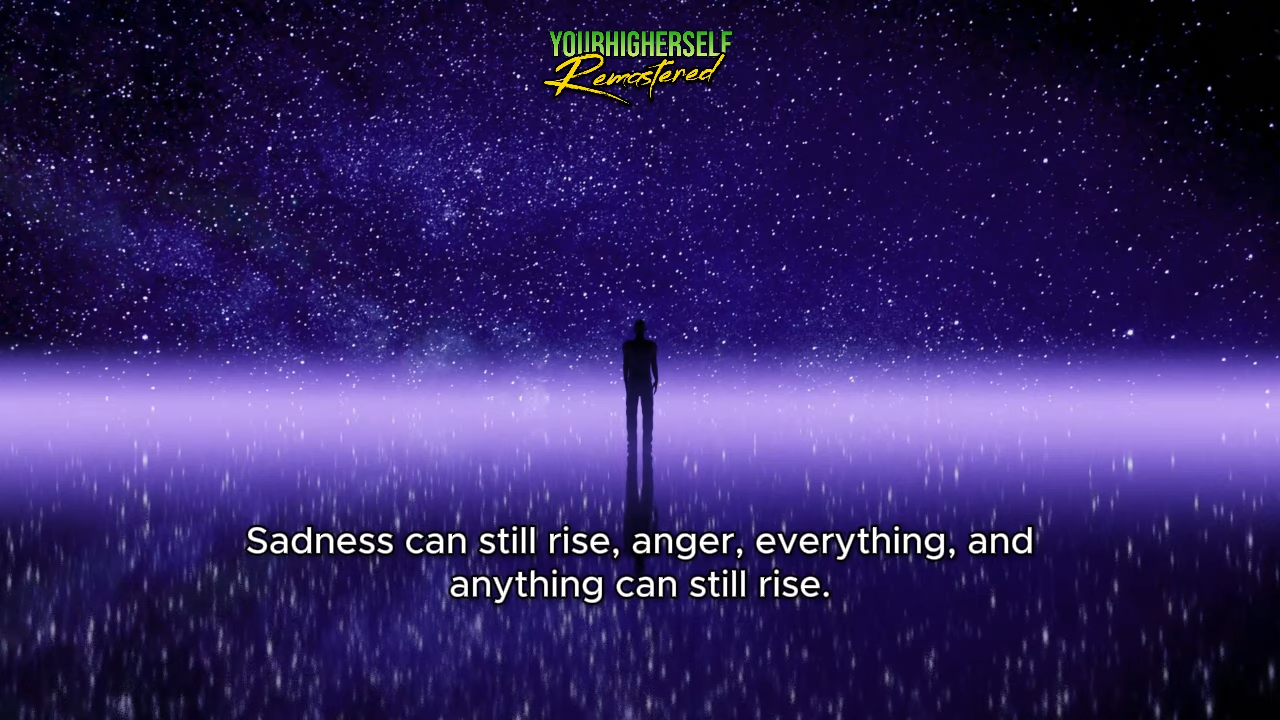 YOURHIGHERSELF
Remastered
Sadness can still rise, anger, everything, and
anything can still rise.